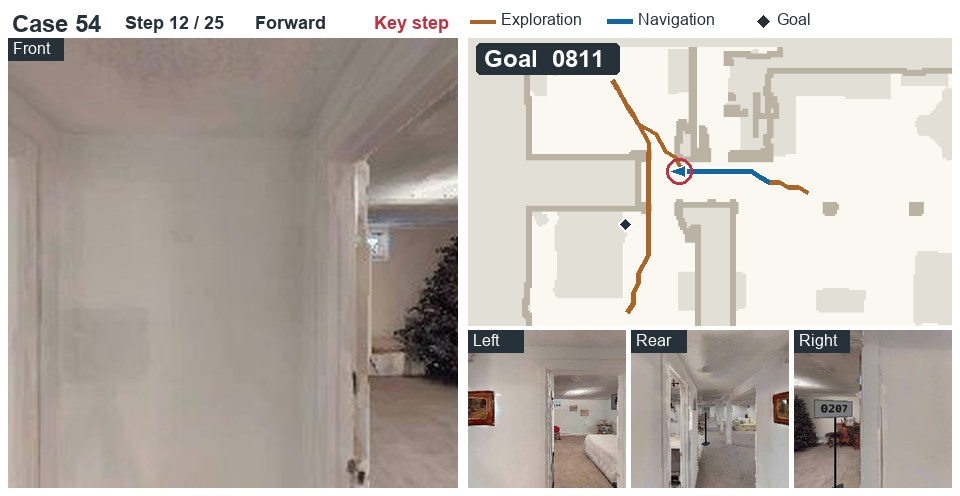 Case 54 Step 12 / 25 Forward Key step
Exploration Navigation Goal
Front
Goal 0811
Left
Rear
Right
0207